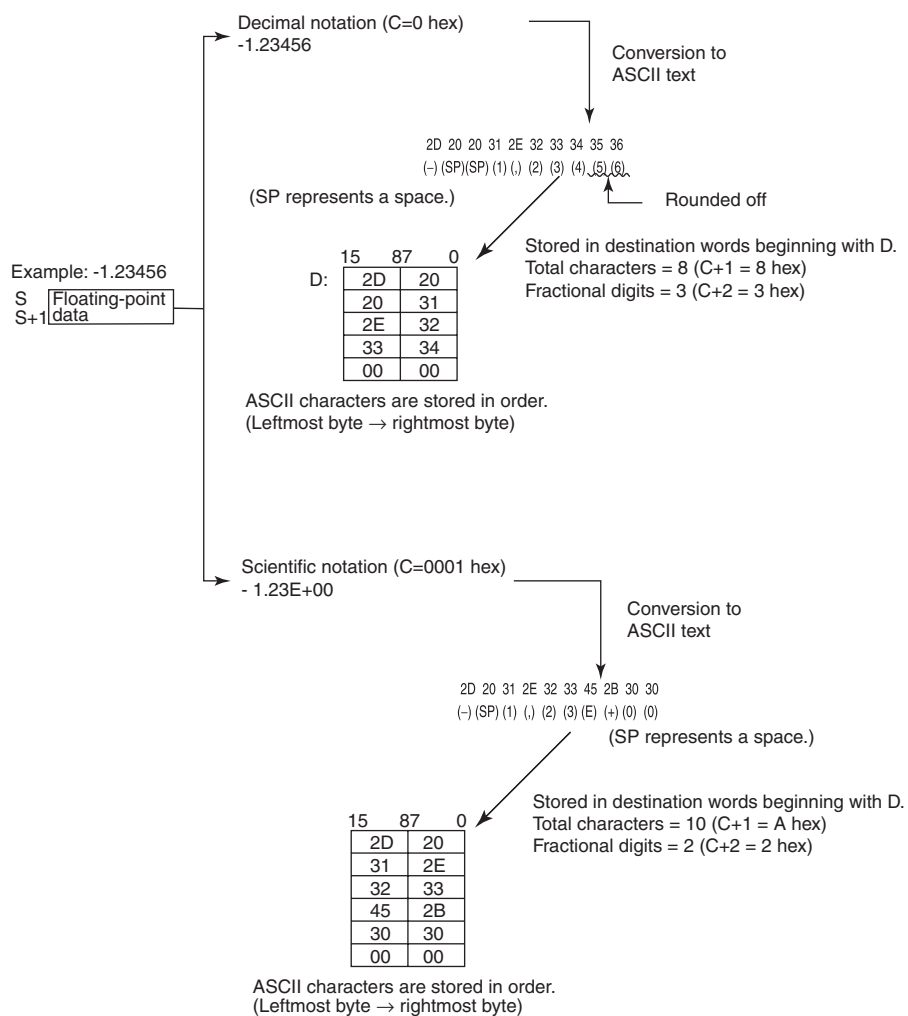 Decimal notation (C=0 hex)
-1.23456
Conversion to
ASCII text
2D 20 20 31 2E 32 33 34 35 36
(−) (SP)(SP) (1) (,) (2) (3) (4) (5) (6)
(SP represents a space.)
Rounded off
Stored in destination words beginning with D.
Total characters = 8 (C+1 = 8 hex)
Fractional digits = 3 (C+2 = 3 hex)
Example: -1.23456
S
S+1
Floating-point
data
15 87 0
D:
2D 20
20 31
2E 32
33 34
00 00
ASCII characters are stored in order.
(Leftmost byte → rightmost byte)
Scientific notation (C=0001 hex)
- 1.23E+00
Conversion to
ASCII text
2D 20 31 2E 32 33 45 2B 30 30
(−) (SP) (1) (,) (2) (3) (E) (+) (0) (0)
(SP represents a space.)
Stored in destination words beginning with D.
Total characters = 10 (C+1 = A hex)
Fractional digits = 2 (C+2 = 2 hex)
15 87 0
2D 20
31 2E
32 33
45 2B
30 30
00 00
ASCII characters are stored in order.
(Leftmost byte → rightmost byte)